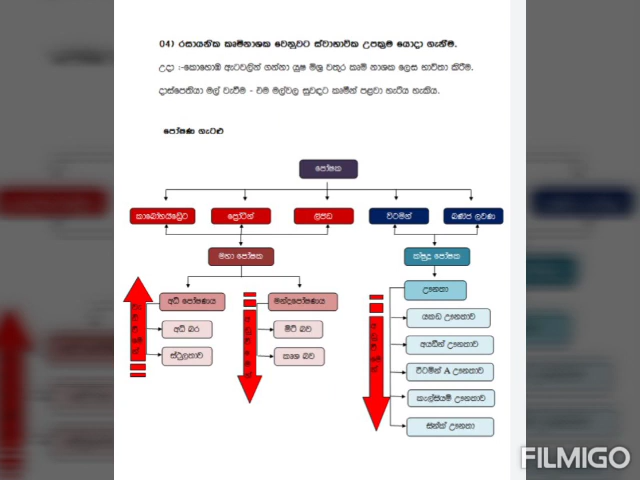 04) රසායනික කෘමිනාශක වෙනුවට ස්වාභාවික උපක්‍රම යොදා ගැනීම.
උදා :-කොහොඹ ඇටවලින් ගන්නා යුෂ මිශ්‍ර වතුර කෘමි නාශක ලෙස භාවිතා කිරීම.
දාස්පෙතියා මල් වැවීම - එම මල්වල සුවඳට කෘමීන් පළවා හැරිය හැකිය.
පෝෂණ ගැටළු
පෝෂක
කාබෝහයිඩ්‍රේට ප්‍රෝටීන් ලිපිඩ විටමින් ඛණිජ ලවණ
මහා පෝෂක ක්ෂුද්‍ර පෝෂක
අධි පෝෂණය මන්දපෝෂණය ඌනතා
අධි බර මිටි බව යකඩ ඌනතාව
ස්ථුලතාව කෘශ බව අයඩීන් ඌනතාව
විටමින් A ඌනතාව
කැල්සියම් ඌනතාව
සින්ක් ඌනතා
FILMIGO